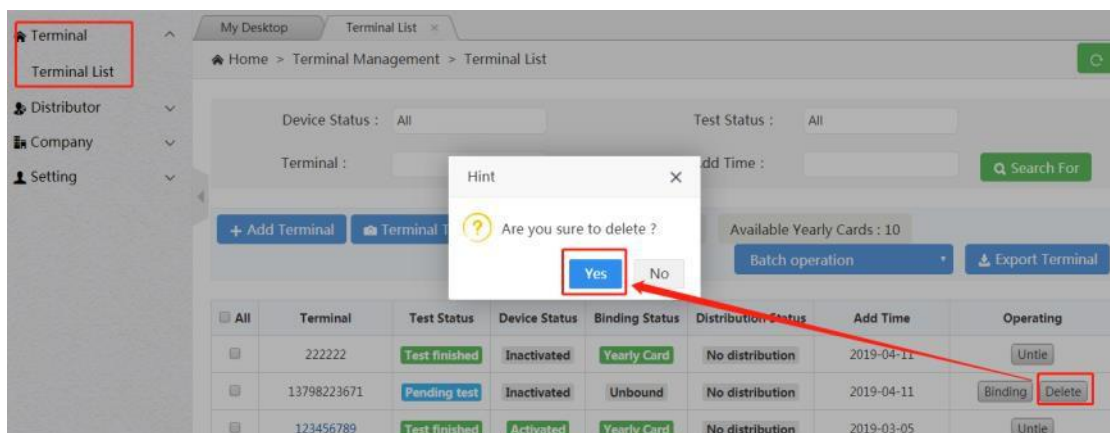 Terminal
Terminal List
Distributor
Company
Setting
My Desktop Terminal List ×
Home > Terminal Management > Terminal List
Device Status : All Test Status : All
Terminal : dd Time :
Search For
Hint
Are you sure to delete ?
Yes No
+ Add Terminal Terminal T Available Yearly Cards : 10
Batch operation Export Terminal
All Terminal Test Status Device Status Binding Status Distribution Status Add Time Operating
222222 Test finished Inactivated Yearly Card No distribution 2019-04-11 Untie
13798223671 Pending test Inactivated Unbound No distribution 2019-04-11 Binding Delete
123456789 Test finished Activated Yearly Card No distribution 2019-03-05 Untie